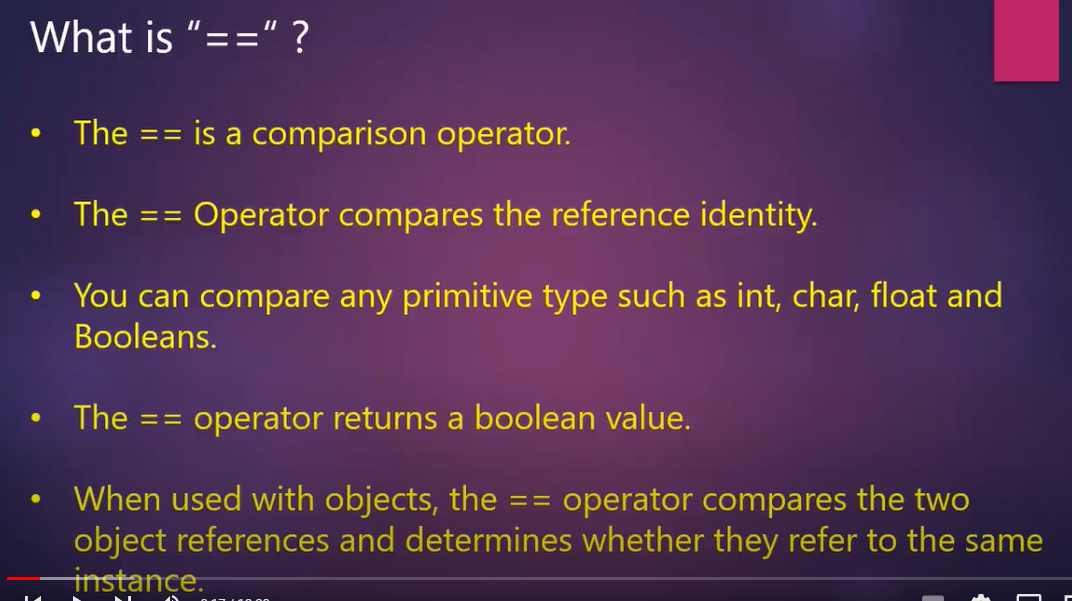 What is “==“ ?
• The == is a comparison operator.
• The == Operator compares the reference identity.
• You can compare any primitive type such as int, char, float and
Booleans.
• The == operator returns a boolean value.
• When used with objects, the == operator compares the two
object references and determines whether they refer to the same
instance.